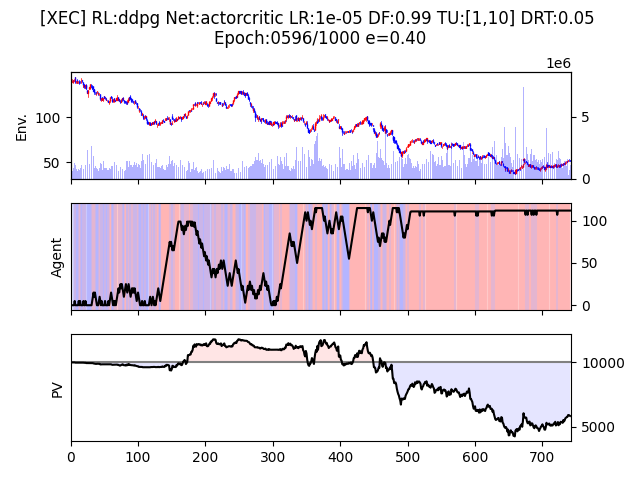 [XEC] RL:ddpg Net:actorcritic LR:1e-05 DF:0.99 TU:[1,10] DRT:0.05
Epoch:0596/1000 e=0.40
1e6
Env.
100
50
5
0
Agent
100
50
0
PV
10000
5000
0 100 200 300 400 500 600 700